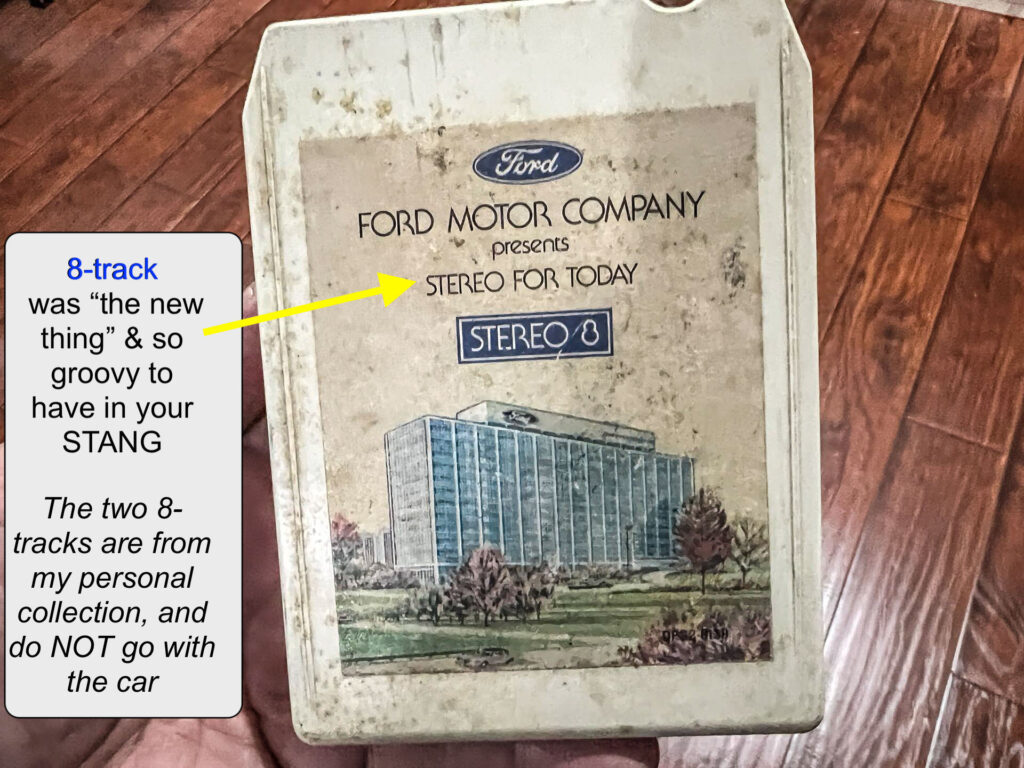 Ford
FORD MOTOR COMPANY
presents
STEREO FOR TODAY
STEREO/8
8-track
was “the new
thing” & so
groovy to
have in your
STANG
The two 8-
tracks are from
my personal
collection, and
do NOT go with
the car